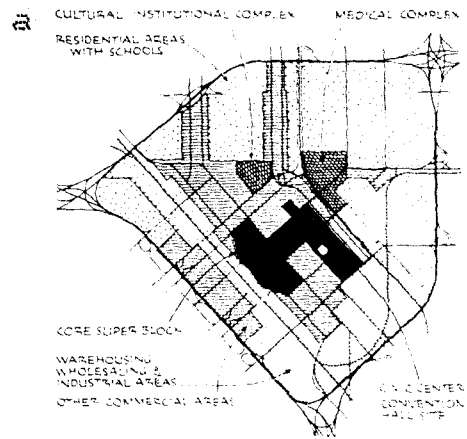 a
CULTURAL INSTITUTIONAL COMPLEX
MEDICAL COMPLEX
RESIDENTIAL AREAS
WITH SCHOOLS
CORE SUPER BLOCK
WAREHOUSING
WHOLESALING &
INDUSTRIAL AREAS
OTHER COMMERCIAL AREAS
CIVIC CENTER
CONVENTION
HALL SITE